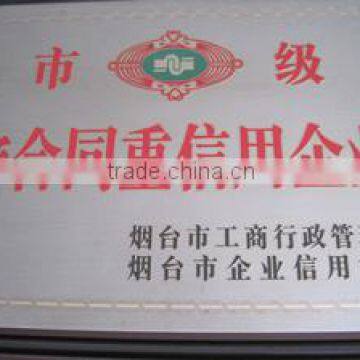 市 级
合同重信用企
trade.china.cn
烟台市工商行政管
烟台市企业信用